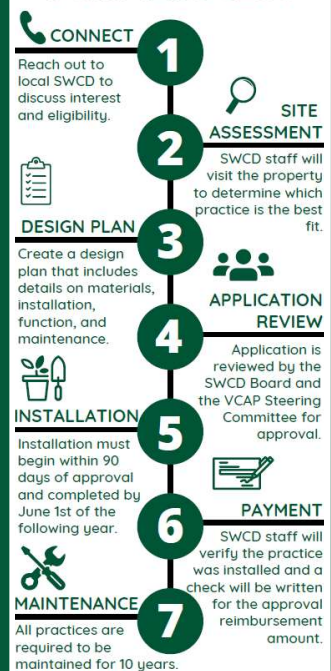 CONNECT
1
Reach out to
local SWCD to
discuss interest
and eligibility.
SITE
ASSESSMENT
2
SWCD staff will
visit the property
to determine which
practice is the best
fit.
DESIGN PLAN
3
Create a design
plan that includes
details on materials,
installation,
function, and
maintenance.
APPLICATION
REVIEW
4
Application is
reviewed by the
SWCD Board and
the VCAP Steering
Committee for
approval.
INSTALLATION
5
Installation must
begin within 90
days of approval
and completed by
June 1st of the
following year.
PAYMENT
6
SWCD staff will
verify the practice
was installed and a
check will be written
for the approval
reimbursement
amount.
MAINTENANCE
7
All practices are
required to be
maintained for 10 years.